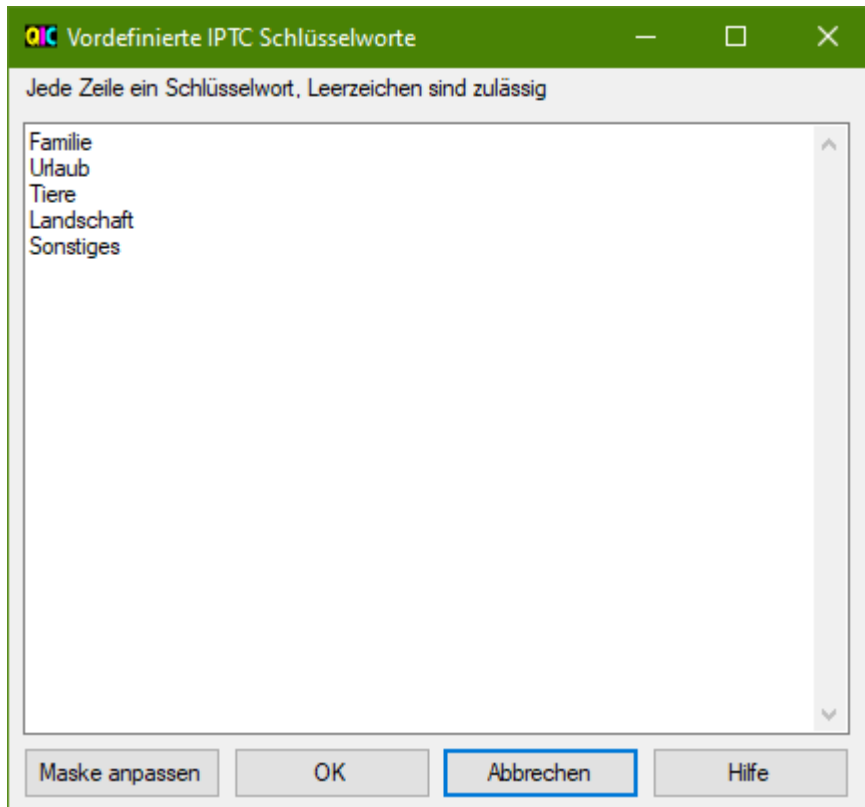 QIC Vordefinierte IPTC Schlüsselworte
Jede Zeile ein Schlüsselwort, Leerzeichen sind zulässig
Familie
Urlaub
Tiere
Landschaft
Sonstiges
Maske anpassen OK Abbrechen Hilfe